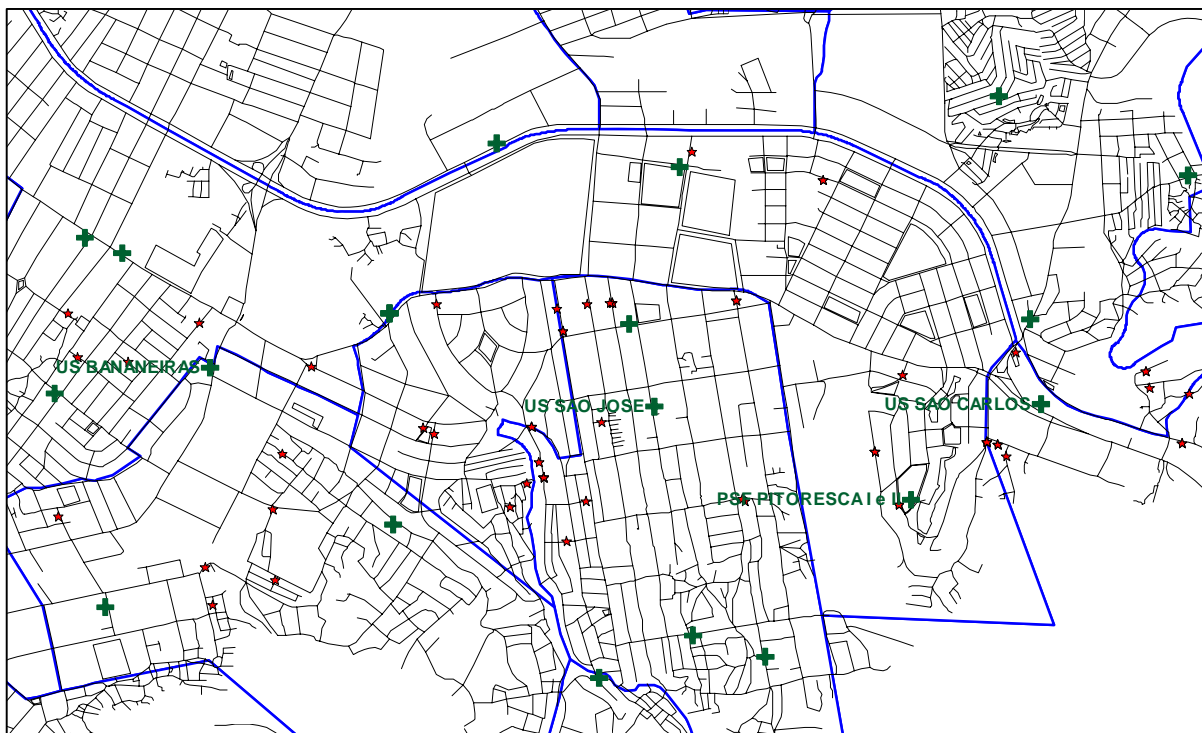 US BANANEIRAS
US SAO JOSE
US SAO CARLOS
PSF PITORESCA I e II